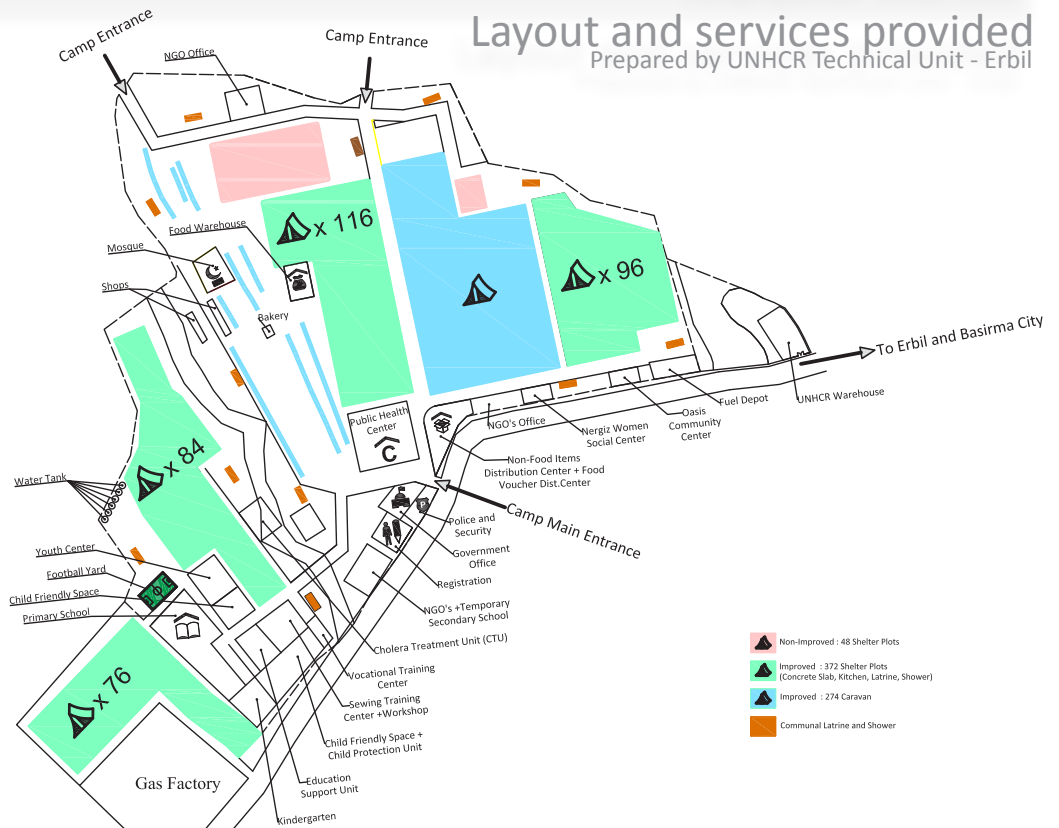 Layout and services provided
Prepared by UNHCR Technical Unit - Erbil
Camp Entrance
Camp Entrance
NGO Office
x 116
Food Warehouse
Mosque
Shops
Bakery
x 96
To Erbil and Basirma City
UNHCR Warehouse
Fuel Depot
Oasis
Community
Center
Nergiz Women
Social Center
NGO's Office
Public Health
Center
C
Non-Food Items
Distribution Center + Food
Voucher Dist.Center
Camp Main Entrance
x 84
Water Tank
Police and
Security
Government
Office
Registration
NGO's +Temporary
Secondary School
Youth Center
Football Yard
Child Friendly Space
Primary School
Cholera Treatment Unit (CTU)
Vocational Training
Center
Sewing Training
Center +Workshop
Child Friendly Space +
Child Protection Unit
Education
Support Unit
Kindergarten
x 76
Gas Factory
Non-Improved : 48 Shelter Plots
Improved : 372 Shelter Plots
(Concrete Slab, Kitchen, Latrine, Shower)
Improved : 274 Caravan
Communal Latrine and Shower